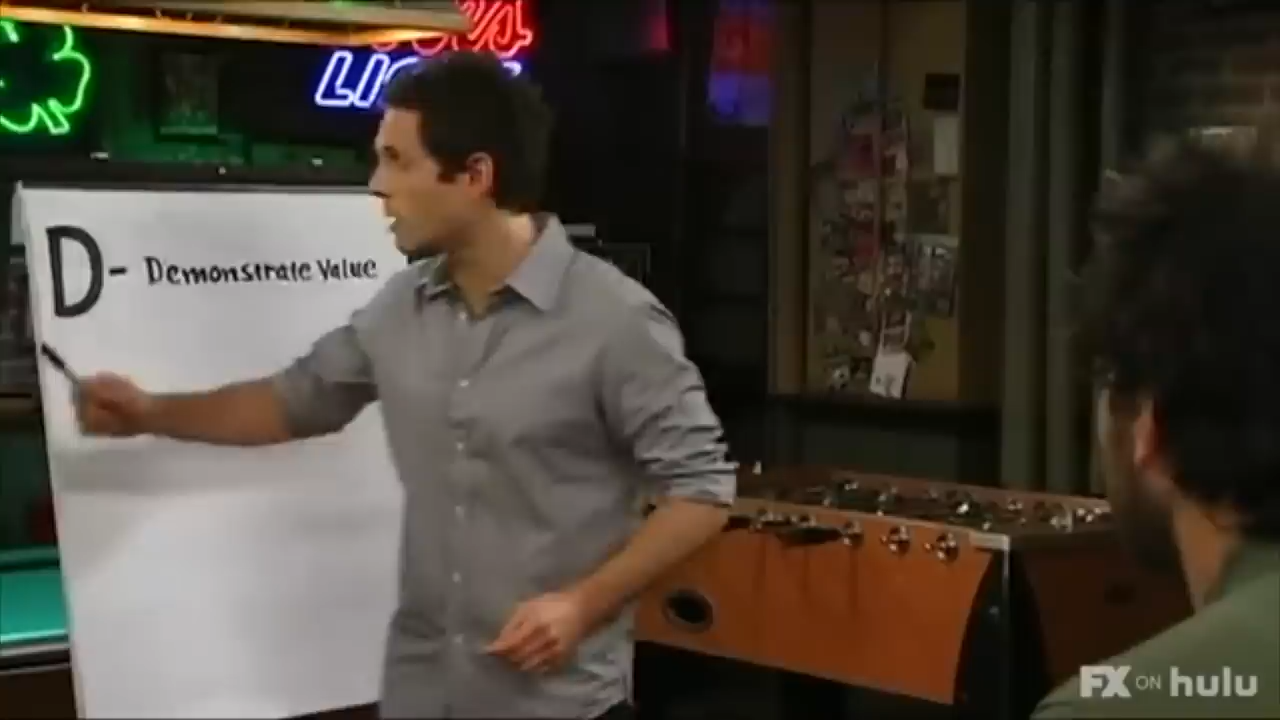 D- Demonstrate Value
FX ON hulu